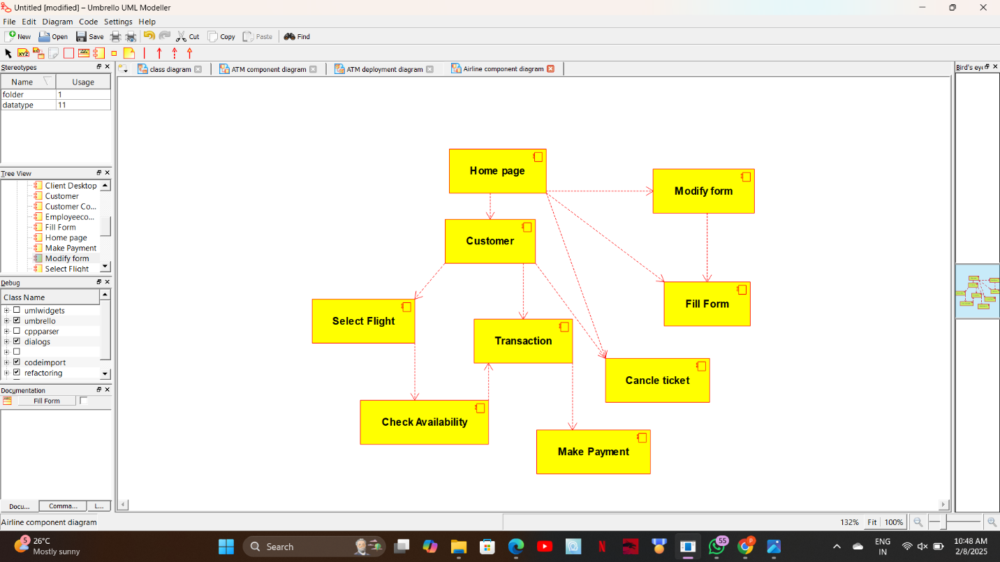 Untitled [modified] – Umbrello UML Modeller
File Edit Diagram Code Settings Help
New Open Save Cut Copy Paste Find
XYZ
Stereotypes
Name Usage
folder 1
datatype 11
Tree View
Client Desktop
Customer
Customer Co...
Employeeco...
Fill Form
Home page
Make Payment
Modify form
Select Flight
Debug
Class Name
umlwidgets
umbrello
cppparser
dialogs
codeimport
refactoring
Documentation
Fill Form
Docu... Comma... L...
class diagram ATM component diagram ATM deployment diagram Airline component diagram
Home page
Modify form
Customer
Fill Form
Select Flight
Transaction
Cancle ticket
Check Availability
Make Payment
Bird's eye
Airline component diagram
132% Fit 100%
5
26°C
Mostly sunny
Search
55
P
ENG
IN
10:48 AM
2/8/2025